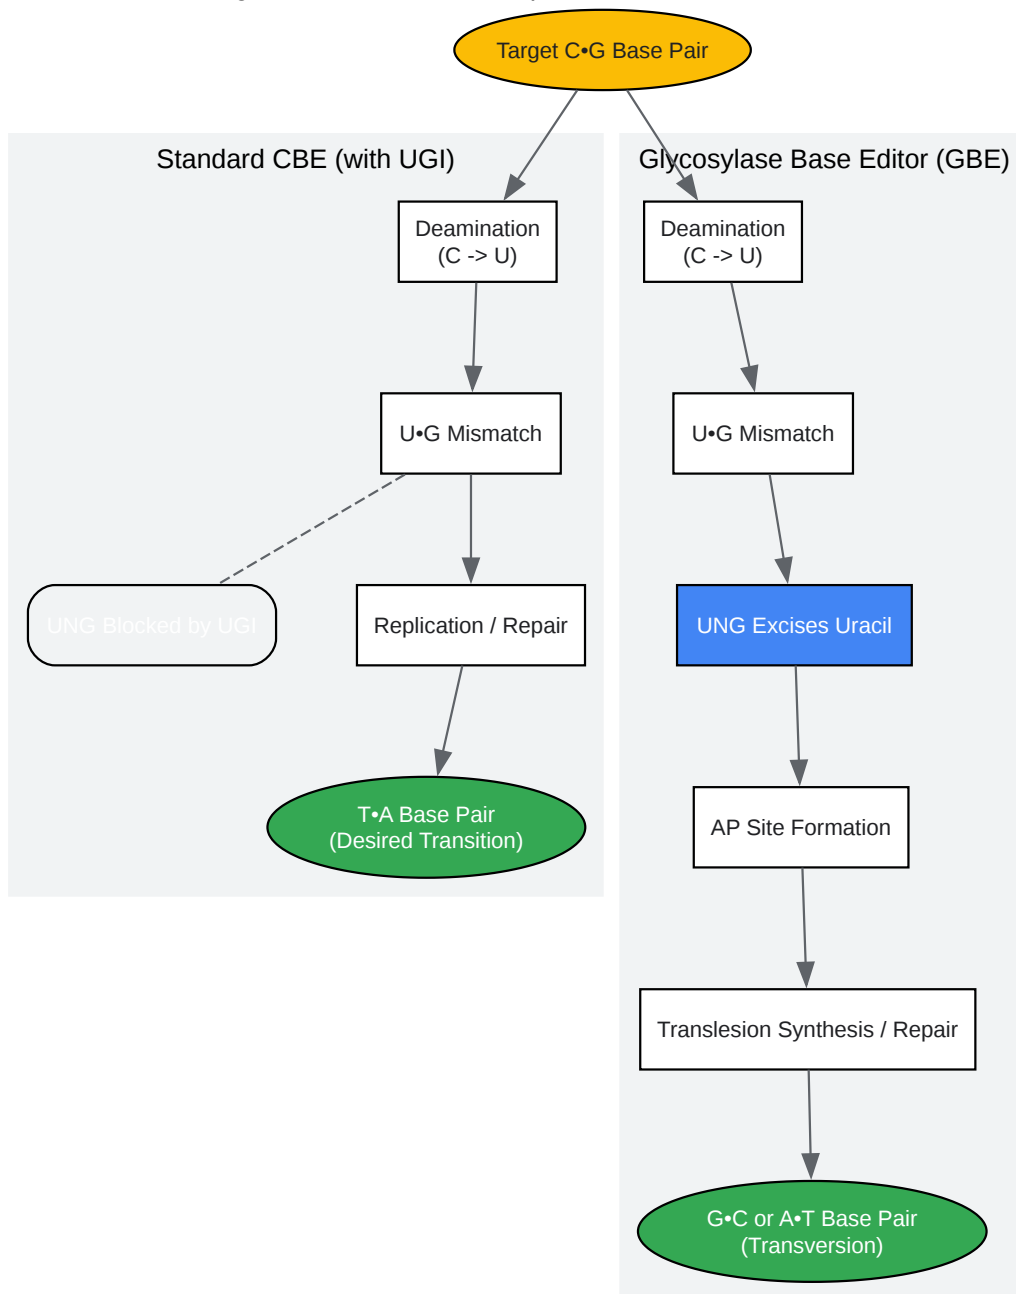 Target C•G Base Pair
Standard CBE (with UGI)
Deamination
(C -> U)
U•G Mismatch
UNG Blocked by UGI
Replication / Repair
T•A Base Pair
(Desired Transition)
Glycosylase Base Editor (GBE)
Deamination
(C -> U)
U•G Mismatch
UNG Excises Uracil
AP Site Formation
Translesion Synthesis / Repair
G•C or A•T Base Pair
(Transversion)